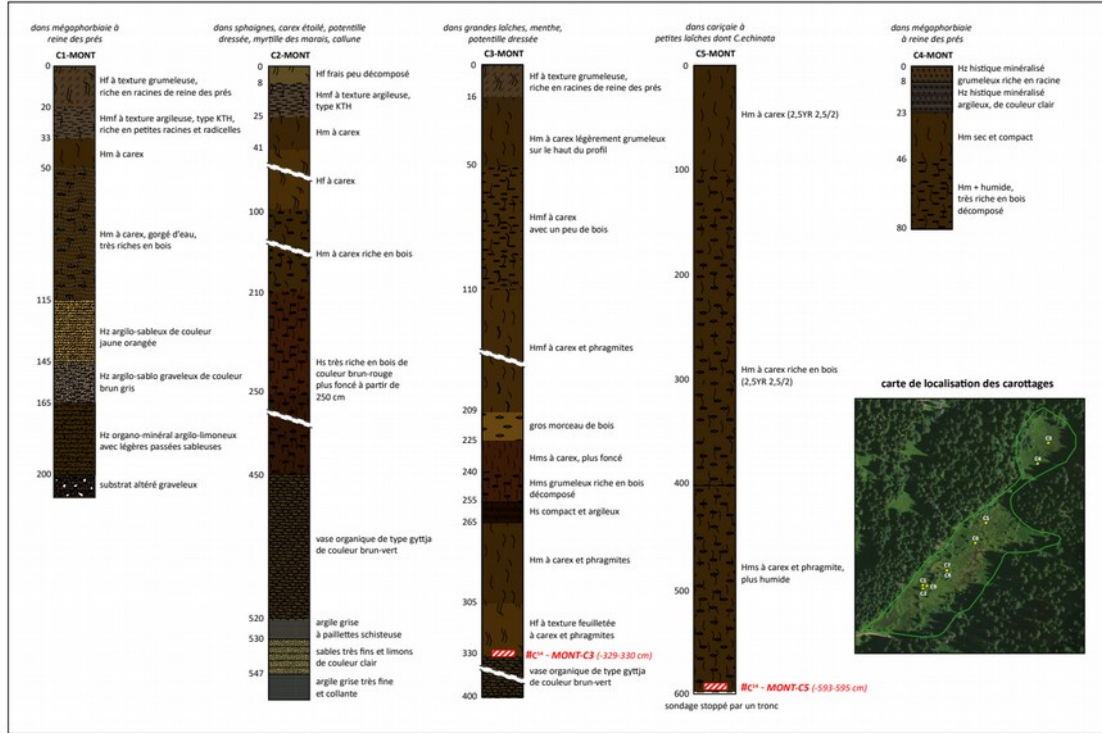 dans mégaphorbiaie à
reine des prés
C1-MONT
0
20
33
50
115
145
165
200
Hf à texture grumeleuse,
riche en racines de reine des prés
Hmf à texture argileuse, type KTH,
riche en petites racines et radicelles
Hm à carex
Hm à carex, gorgé d'eau,
très riches en bois
Hz argilo-sableux de couleur
jaune orangée
Hz argilo-sablo graveleux de couleur
brun gris
Hz organo-minéral argilo-limoneux
avec légères passées sableuses
substrat altéré graveleux
dans sphaignes, carex étoilé, potentille
dressée, myrtille des marais, callune
C2-MONT
0
8
25
41
100
210
250
450
520
530
547
Hf frais peu décomposé
Hmf à texture argileuse,
type KTH
Hm à carex
Hf à carex
Hm à carex riche en bois
Hs très riche en bois de
couleur brun-rouge
plus foncé à partir de
250 cm
vase organique de type gyttja
de couleur brun-vert
argile grise
à paillettes schisteuse
sables très fins et limons
de couleur clair
argile grise très fine
et collante
dans grandes laîches, menthe,
potentille dressée
C3-MONT
0
16
50
110
209
225
240
255
265
305
330
400
Hf à texture grumeleuse,
riche en racines de reine des prés
Hm à carex légèrement grumeleux
sur le haut du profil
Hmf à carex
avec un peu de bois
Hmf à carex et phragmites
gros morceau de bois
Hms à carex, plus foncé
Hms grumeleux riche en bois
décomposé
Hs compact et argileux
Hm à carex et phragmites
Hf à texture feuilletée
à carex et phragmites
#C¹⁴ - MONT-C3 (-329-330 cm)
vase organique de type gyttja
de couleur brun-vert
dans cariçaie à
petites laîches dont C.echinata
C5-MONT
0
100
200
300
400
500
600
Hm à carex (2,5YR 2,5/2)
Hm à carex riche en bois
(2,5YR 2,5/2)
Hms à carex et phragmite,
plus humide
#C¹⁴ - MONT-C5 (-593-595 cm)
sondage stoppé par un tronc
dans mégaphorbiaie
à reine des prés
C4-MONT
0
8
23
46
80
Hz histique minéralisé
grumeleux riche en racine
Hz histique minéralisé
argileux, de couleur clair
Hm sec et compact
Hm + humide,
très riche en bois
décomposé
carte de localisation des carottages
C4
C5